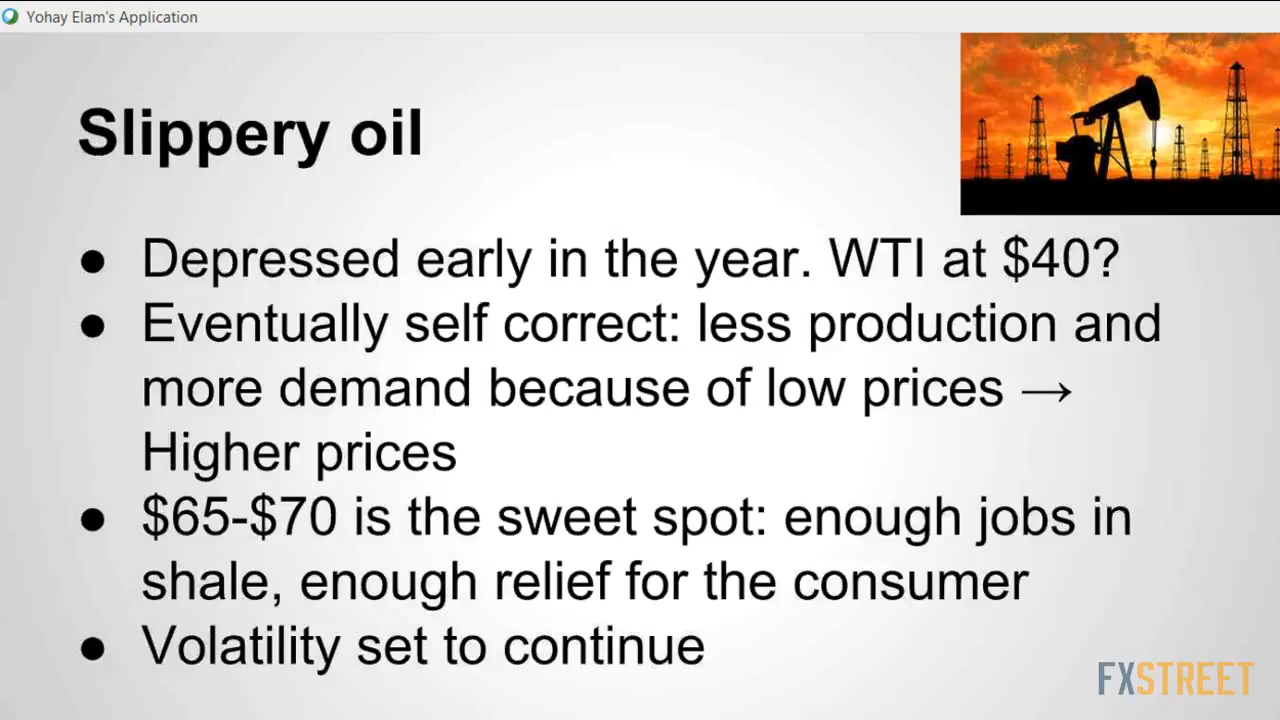 Yohay Elam's Application
Slippery oil
● Depressed early in the year. WTI at $40?
● Eventually self correct: less production and
more demand because of low prices →
Higher prices
● $65-$70 is the sweet spot: enough jobs in
shale, enough relief for the consumer
● Volatility set to continue
FXSTREET